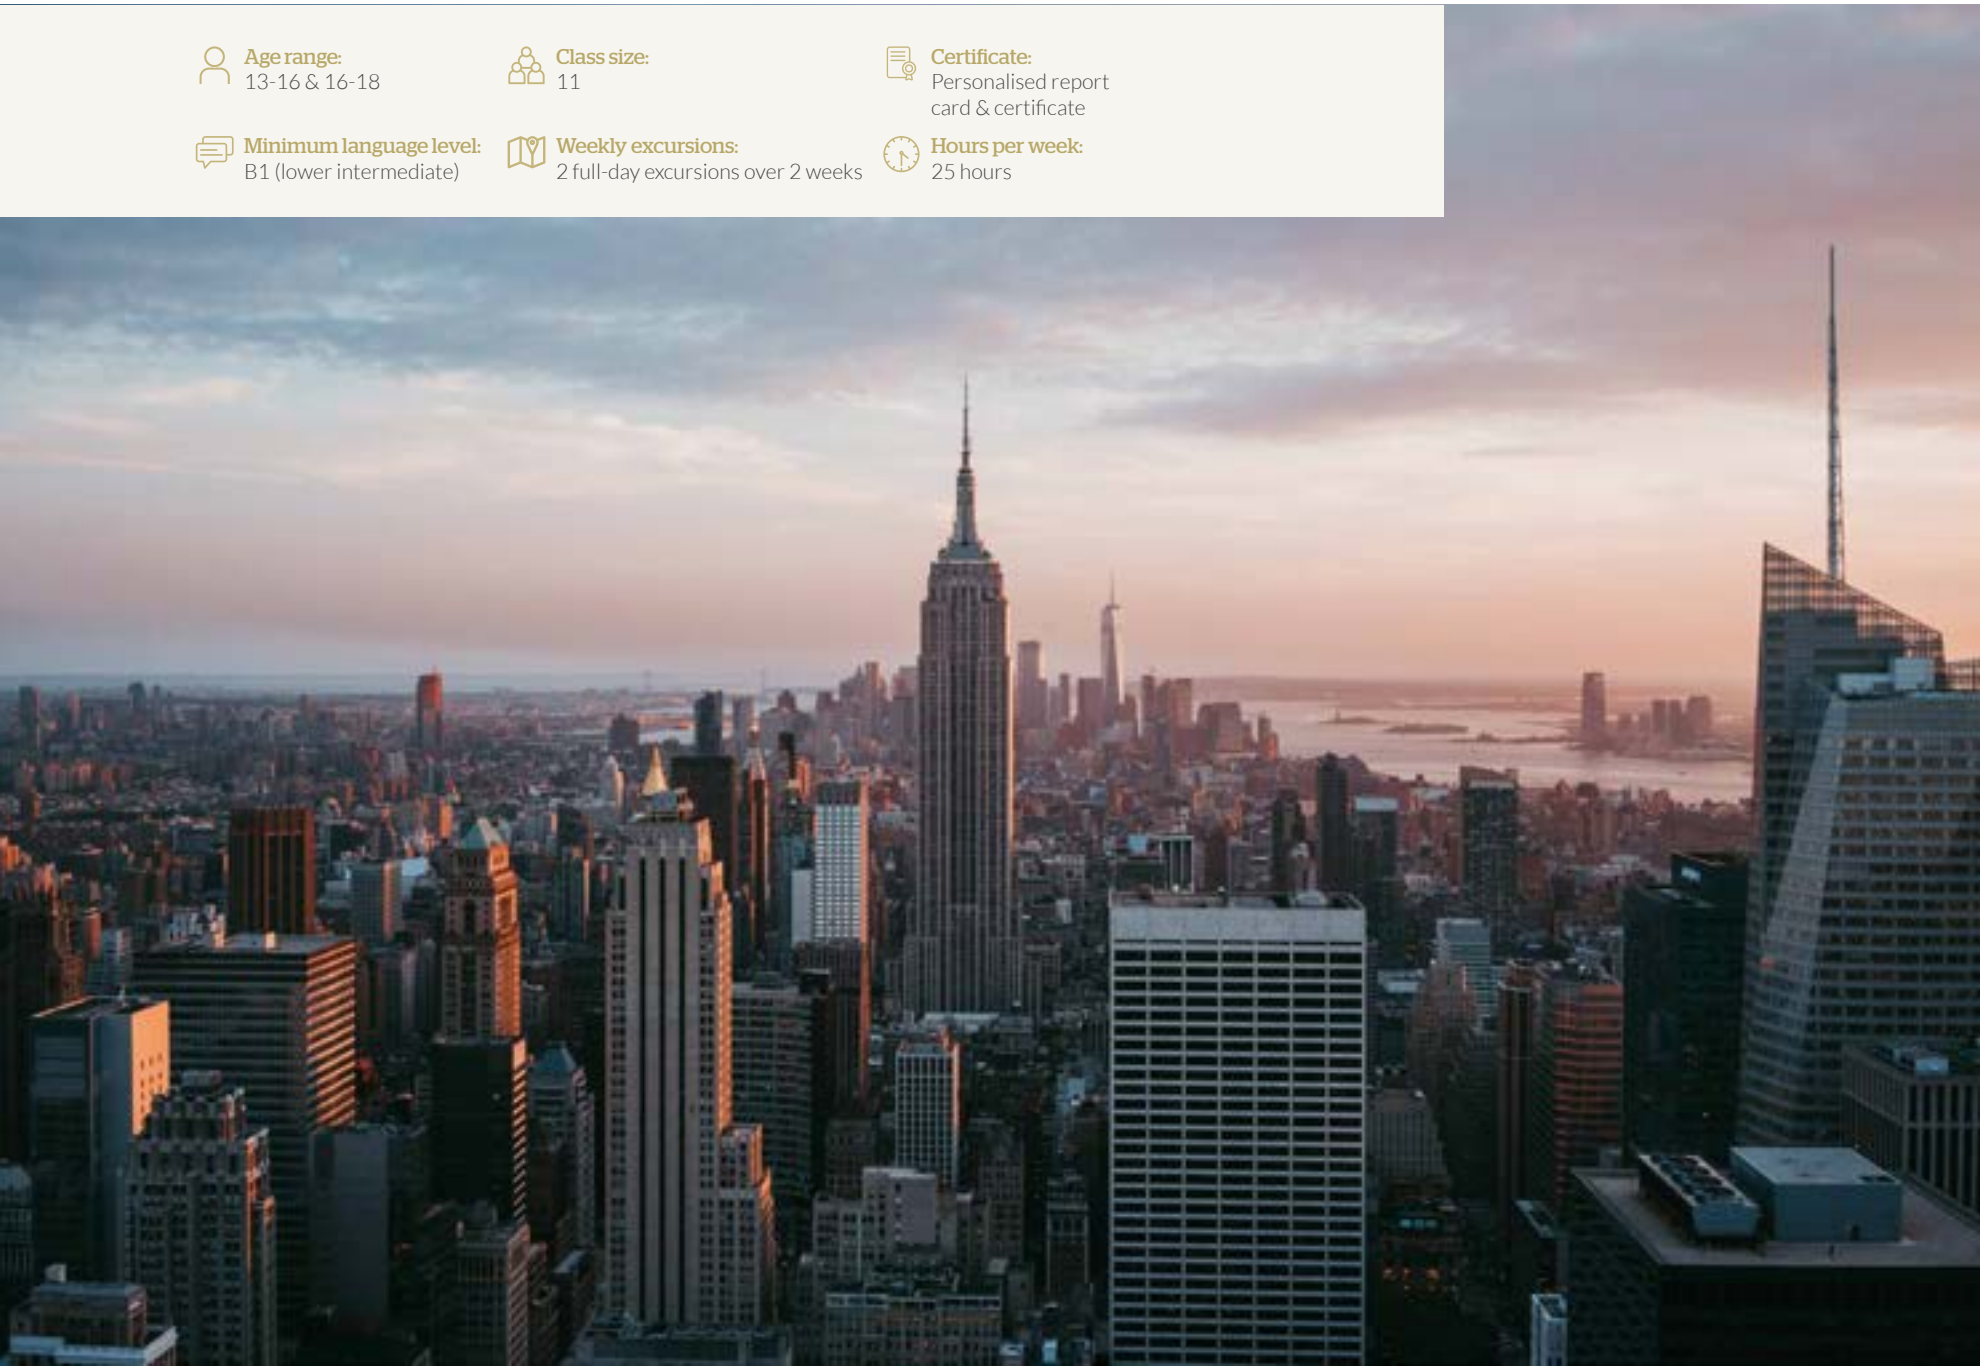 Age range:
13-16 & 16-18
Class size:
11
Certificate:
Personalised report
card & certificate
Minimum language level:
B1 (lower intermediate)
Weekly excursions:
2 full-day excursions over 2 weeks
Hours per week:
25 hours